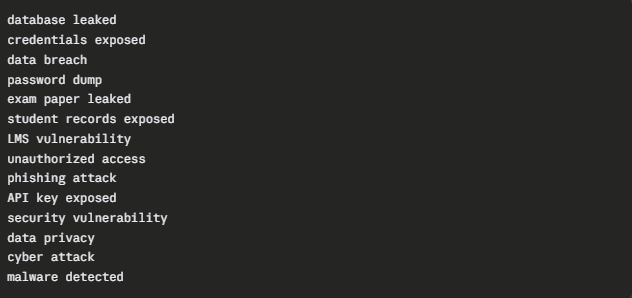 database leaked
credentials exposed
data breach
password dump
exam paper leaked
student records exposed
LMS vulnerability
unauthorized access
phishing attack
API key exposed
security vulnerability
data privacy
cyber attack
malware detected